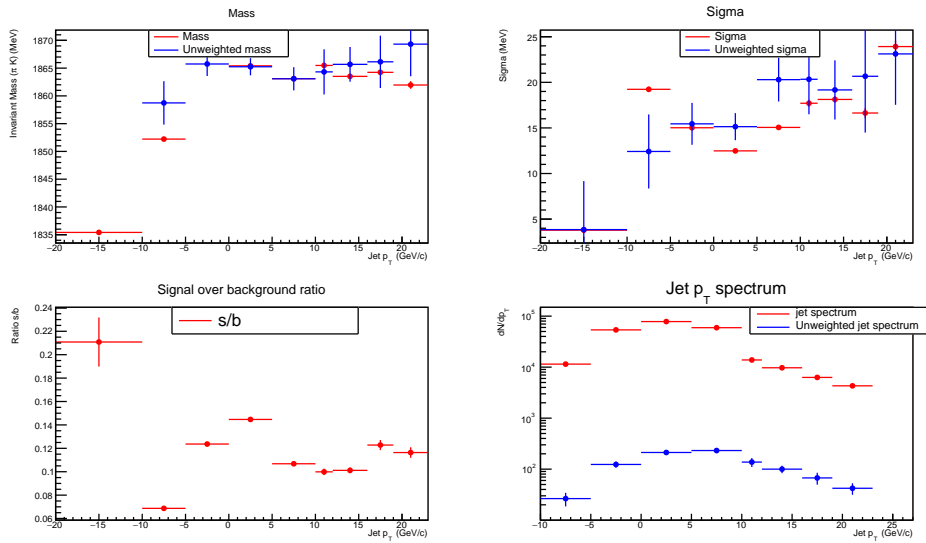 Mass
Invariant Mass (π K) (MeV)
1870
1865
1860
1855
1850
1845
1840
1835
Mass
Unweighted mass
−20 −15 −10 −5 0 5 10 15 20
Jet p_T (GeV/c)
Sigma
Sigma (MeV)
25
20
15
10
5
Sigma
Unweighted sigma
−20 −15 −10 −5 0 5 10 15 20
Jet p_T (GeV/c)
Signal over background ratio
Ratio s/b
0.24
0.22
0.2
0.18
0.16
0.14
0.12
0.1
0.08
0.06
s/b
−20 −15 −10 −5 0 5 10 15 20
Jet p_T (GeV/c)
Jet p_T spectrum
dN/dp_T
10^5
10^4
10^3
10^2
jet spectrum
Unweighted jet spectrum
−10 −5 0 5 10 15 20 25
Jet p_T (GeV/c)